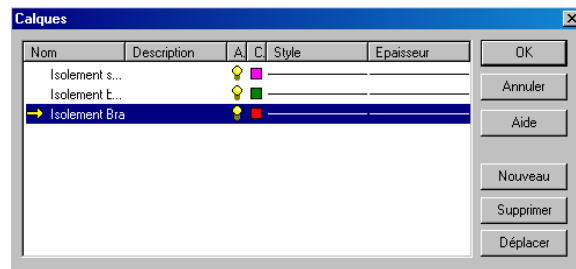 Calques
Nom Description A. C. Style Epaisseur
Isolement s...
Isolement t...
Isolement Bra
OK
Annuler
Aide
Nouveau
Supprimer
Déplacer